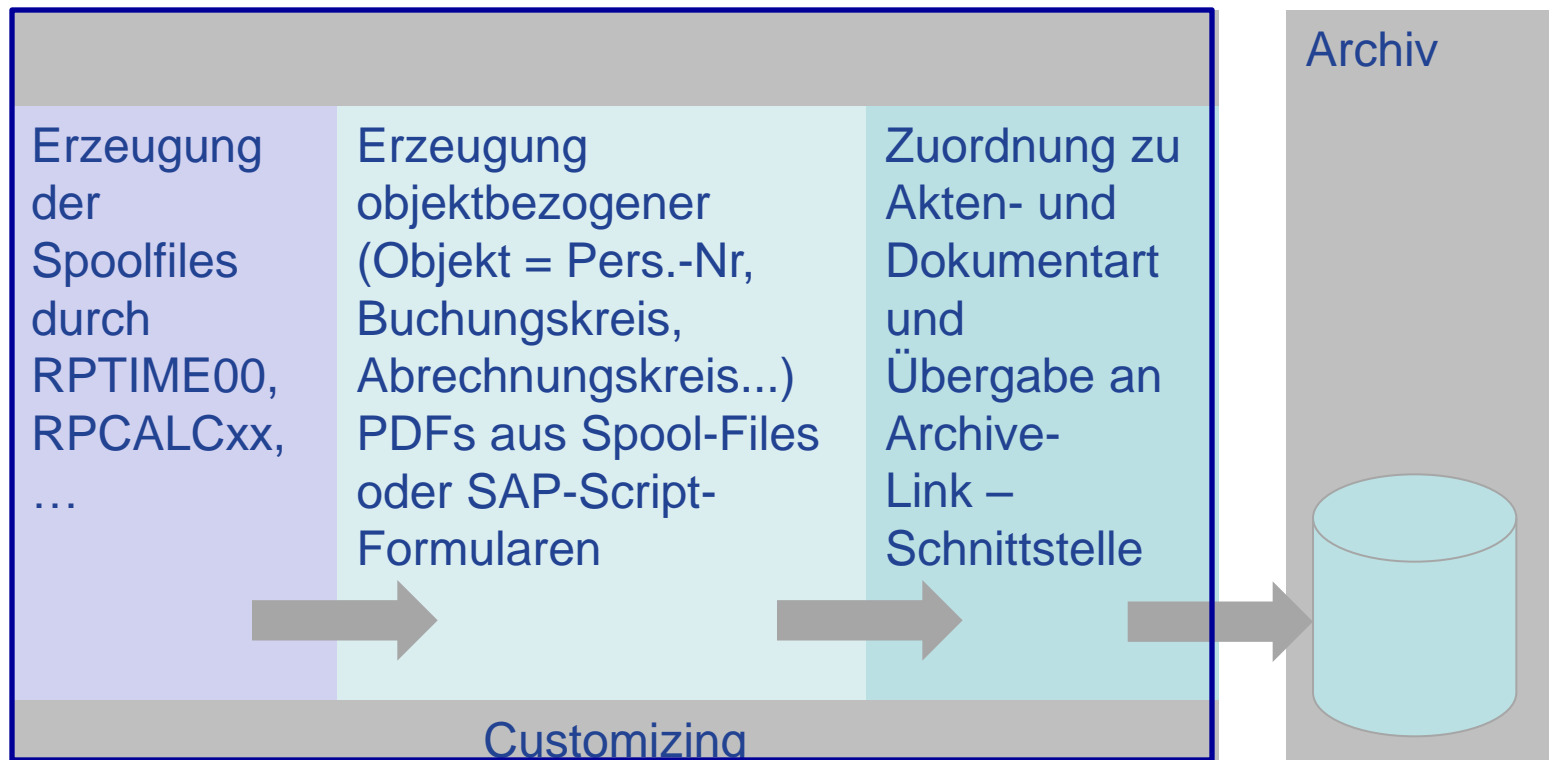 Erzeugung
der
Spoolfiles
durch
RPTIME00,
RPCALCxx,
…
Erzeugung
objektbezogener
(Objekt = Pers.-Nr,
Buchungskreis,
Abrechnungskreis...)
PDFs aus Spool-Files
oder SAP-Script-
Formularen
Zuordnung zu
Akten- und
Dokumentart
und
Übergabe an
Archive-
Link –
Schnittstelle
Archiv
Customizing